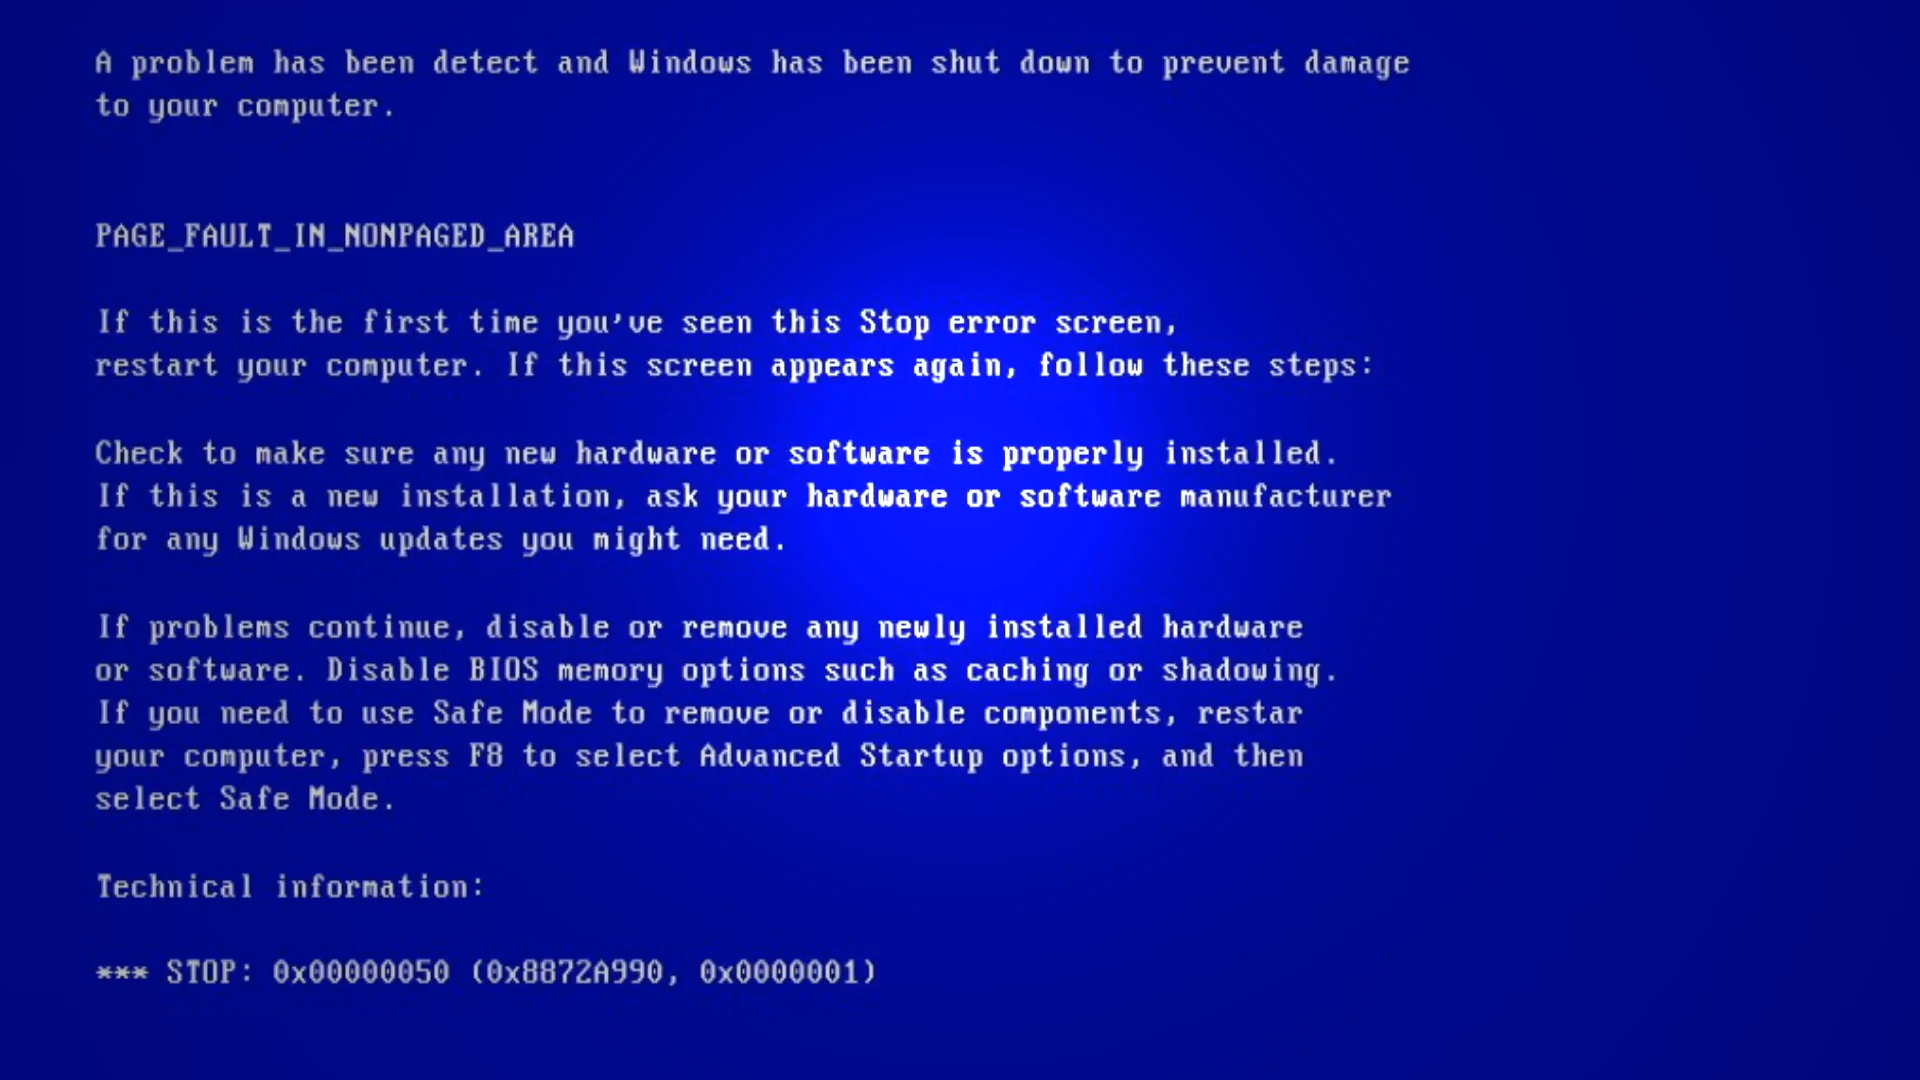 A problem has been detect and Windows has been shut down to prevent damage
to your computer.
PAGE_FAULT_IN_NONPAGED_AREA
If this is the first time you've seen this Stop error screen,
restart your computer. If this screen appears again, follow these steps:
Check to make sure any new hardware or software is properly installed.
If this is a new installation, ask your hardware or software manufacturer
for any Windows updates you might need.
If problems continue, disable or remove any newly installed hardware
or software. Disable BIOS memory options such as caching or shadowing.
If you need to use Safe Mode to remove or disable components, restar
your computer, press F8 to select Advanced Startup options, and then
select Safe Mode.
Technical information:
*** STOP: 0x00000050 (0x8872A990, 0x0000001)